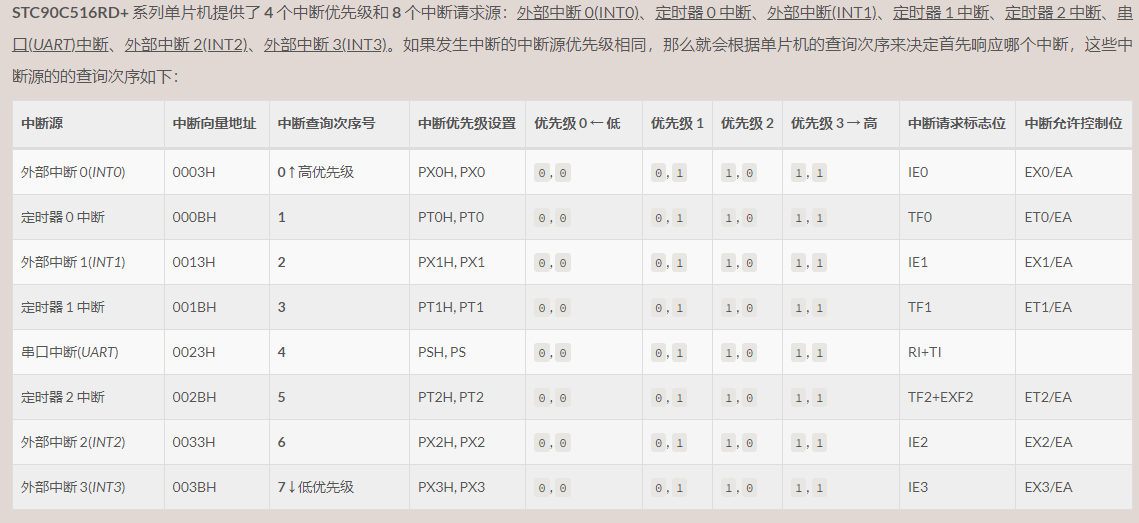 STC90C516RD+ 系列单片机提供了 4 个中断优先级和 8 个中断请求源：外部中断 0(INT0)、定时器 0 中断、外部中断(INT1)、定时器 1 中断、定时器 2 中断、串
口(UART)中断、外部中断 2(INT2)、外部中断 3(INT3)。如果发生中断的中断源优先级相同，那么就会根据单片机的查询次序来决定首先响应哪个中断，这些中
断源的的查询次序如下：
中断源 中断向量地址 中断查询次序号 中断优先级设置 优先级 0 ← 低 优先级 1 优先级 2 优先级 3 → 高 中断请求标志位 中断允许控制位
外部中断 0(INT0) 0003H 0 ↑ 高优先级 PX0H, PX0 0, 0 0, 1 1, 0 1, 1 IE0 EX0/EA
定时器 0 中断 000BH 1 PT0H, PT0 0, 0 0, 1 1, 0 1, 1 TF0 ET0/EA
外部中断 1(INT1) 0013H 2 PX1H, PX1 0, 0 0, 1 1, 0 1, 1 IE1 EX1/EA
定时器 1 中断 001BH 3 PT1H, PT1 0, 0 0, 1 1, 0 1, 1 TF1 ET1/EA
串口中断(UART) 0023H 4 PSH, PS 0, 0 0, 1 1, 0 1, 1 RI+TI
定时器 2 中断 002BH 5 PT2H, PT2 0, 0 0, 1 1, 0 1, 1 TF2+EXF2 ET2/EA
外部中断 2(INT2) 0033H 6 PX2H, PX2 0, 0 0, 1 1, 0 1, 1 IE2 EX2/EA
外部中断 3(INT3) 003BH 7 ↓ 低优先级 PX3H, PX3 0, 0 0, 1 1, 0 1, 1 IE3 EX3/EA